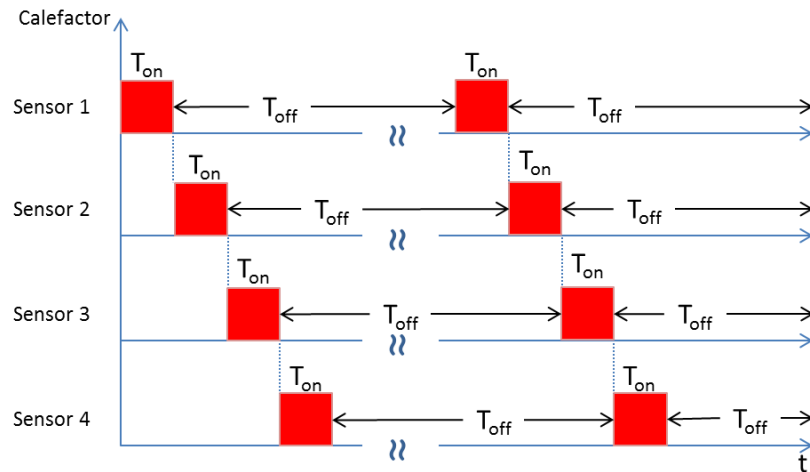 Calefactor
Ton Ton
Sensor 1 Toff Toff
Ton Ton
Sensor 2 Toff Toff
Ton Ton
Sensor 3 Toff Toff
Ton Ton
Sensor 4 Toff Toff
t